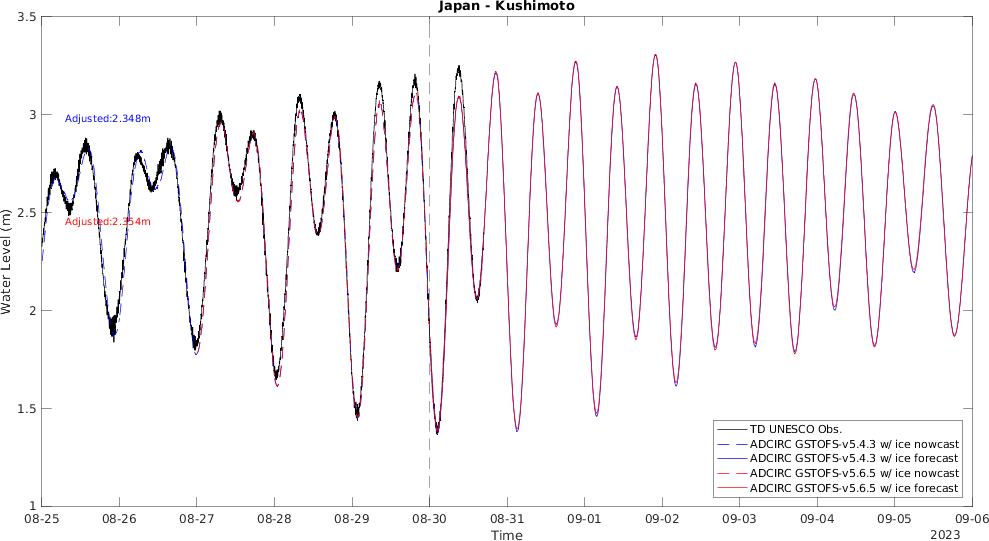 Japan - Kushimoto
3.5
3
2.5
2
1.5
1
Water Level (m)
Adjusted:2.348m
Adjusted:2.354m
TD UNESCO Obs.
ADCIRC GSTOFS-v5.4.3 w/ ice nowcast
ADCIRC GSTOFS-v5.4.3 w/ ice forecast
ADCIRC GSTOFS-v5.6.5 w/ ice nowcast
ADCIRC GSTOFS-v5.6.5 w/ ice forecast
08-25 08-26 08-27 08-28 08-29 08-30 08-31 09-01 09-02 09-03 09-04 09-05 09-06
Time
2023